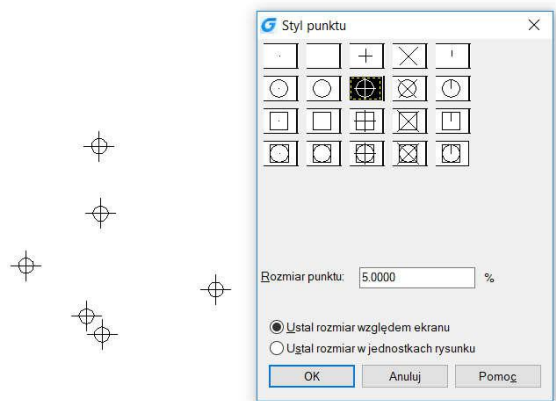 Styl punktu
Rozmiar punktu: 5.0000 %
Ustal rozmiar względem ekranu
Ustal rozmiar w jednostkach rysunku
OK Anuluj Pomoc